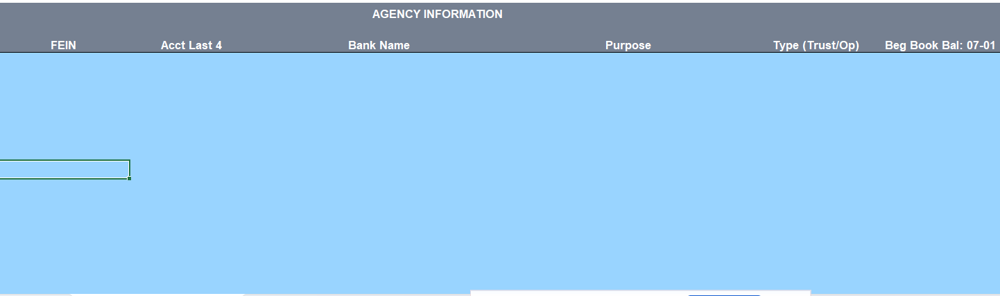 AGENCY INFORMATION
FEIN Acct Last 4 Bank Name Purpose Type (Trust/Op) Beg Book Bal: 07-01